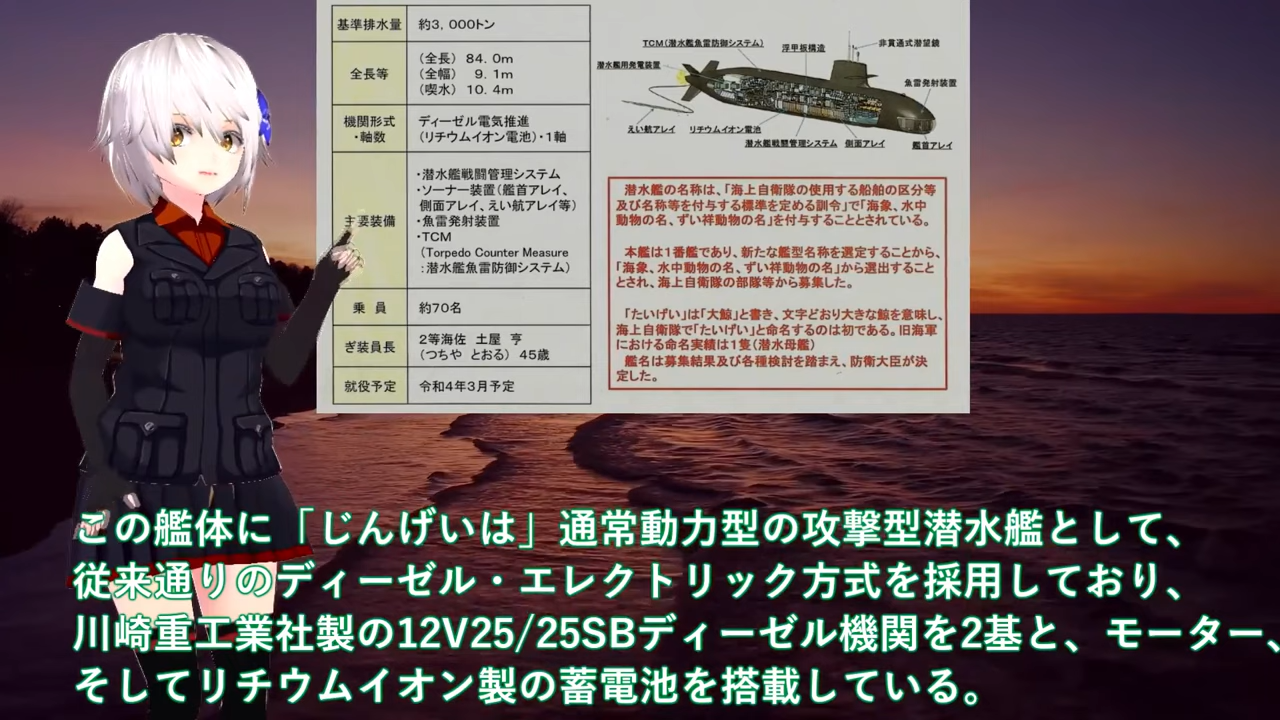 基準排水量 約3,000トン
全長等
(全長) 84.0m
(全幅) 9.1m
(喫水) 10.4m
機関形式
・軸数
ディーゼル電気推進
(リチウムイオン電池)・1軸
主要装備
・潜水艦戦闘管理システム
・ソーナー装置(艦首アレイ、
側面アレイ、えい航アレイ等)
・魚雷発射装置
・TCM
(Torpedo Counter Measure
:潜水艦魚雷防御システム)
乗員 約70名
ぎ装員長
2等海佐 土屋 亨
(つちや とおる) 45歳
就役予定 令和4年3月予定
TCM(潜水艦魚雷防御システム)
浮甲板構造
非貫通式潜望鏡
潜水艦用発電装置
魚雷発射装置
えい航アレイ
リチウムイオン電池
潜水艦戦闘管理システム
側面アレイ
艦首アレイ
潜水艦の名称は、「海上自衛隊の使用する船舶の区分等
及び名称等を付与する標準を定める訓令」で「海象、水中
動物の名、ずい祥動物の名」を付与することとされている。
本艦は1番艦であり、新たな艦型名称を選定することから、
「海象、水中動物の名、ずい祥動物の名」から選出すること
とされ、海上自衛隊の部隊等から募集した。
「たいげい」は「大鯨」と書き、文字どおり大きな鯨を意味し、
海上自衛隊で「たいげい」と命名するのは初である。旧海軍
における命名実績は1隻(潜水母艦)
艦名は募集結果及び各種検討を踏まえ、防衛大臣が決
定した。
この艦体に「じんげいは」通常動力型の攻撃型潜水艦として、
従来通りのディーゼル・エレクトリック方式を採用しており、
川崎重工業社製の12V25/25SBディーゼル機関を2基と、モーター、
そしてリチウムイオン製の蓄電池を搭載している。